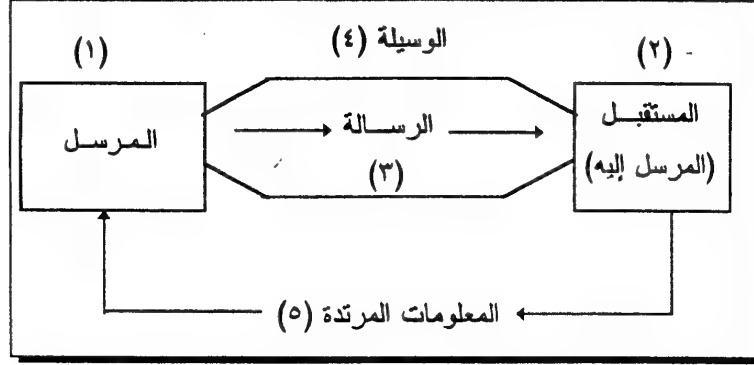 الوسيلة (٤)
(١)
(٢)
المرسل
الرسالة
(٣)
المستقبل
(المرسل إليه)
المعلومات المرتدة (٥)